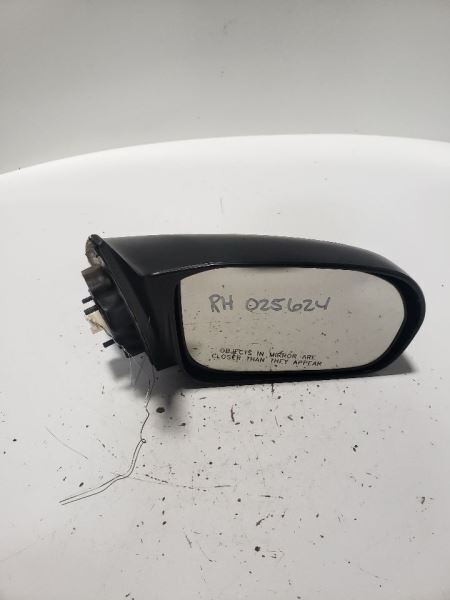 RH 025624
OBJECTS IN MIRROR ARE
CLOSER THAN THEY APPEAR